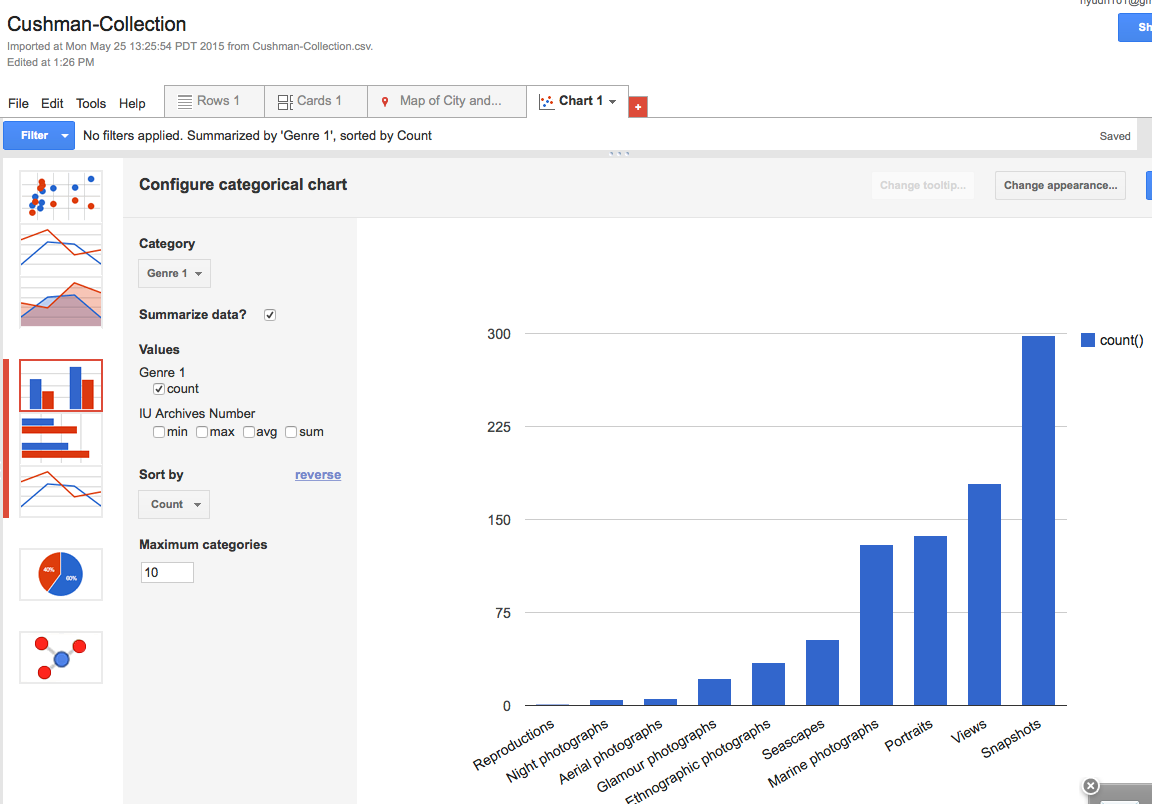 Cushman-Collection
Imported at Mon May 25 13:25:54 PDT 2015 from Cushman-Collection.csv.
Edited at 1:26 PM
Sh
File Edit Tools Help Rows 1 Cards 1 Map of City and... Chart 1 +
Filter No filters applied. Summarized by 'Genre 1', sorted by Count Saved
Configure categorical chart Change tooltip... Change appearance...
Category
Genre 1
Summarize data?
Values
Genre 1
count
IU Archives Number
min max avg sum
Sort by reverse
Count
Maximum categories
10
40%
60%
300
225
150
75
0
count()
Reproductions
Night photographs
Aerial photographs
Glamour photographs
Ethnographic photographs
Seascapes
Marine photographs
Portraits
Views
Snapshots